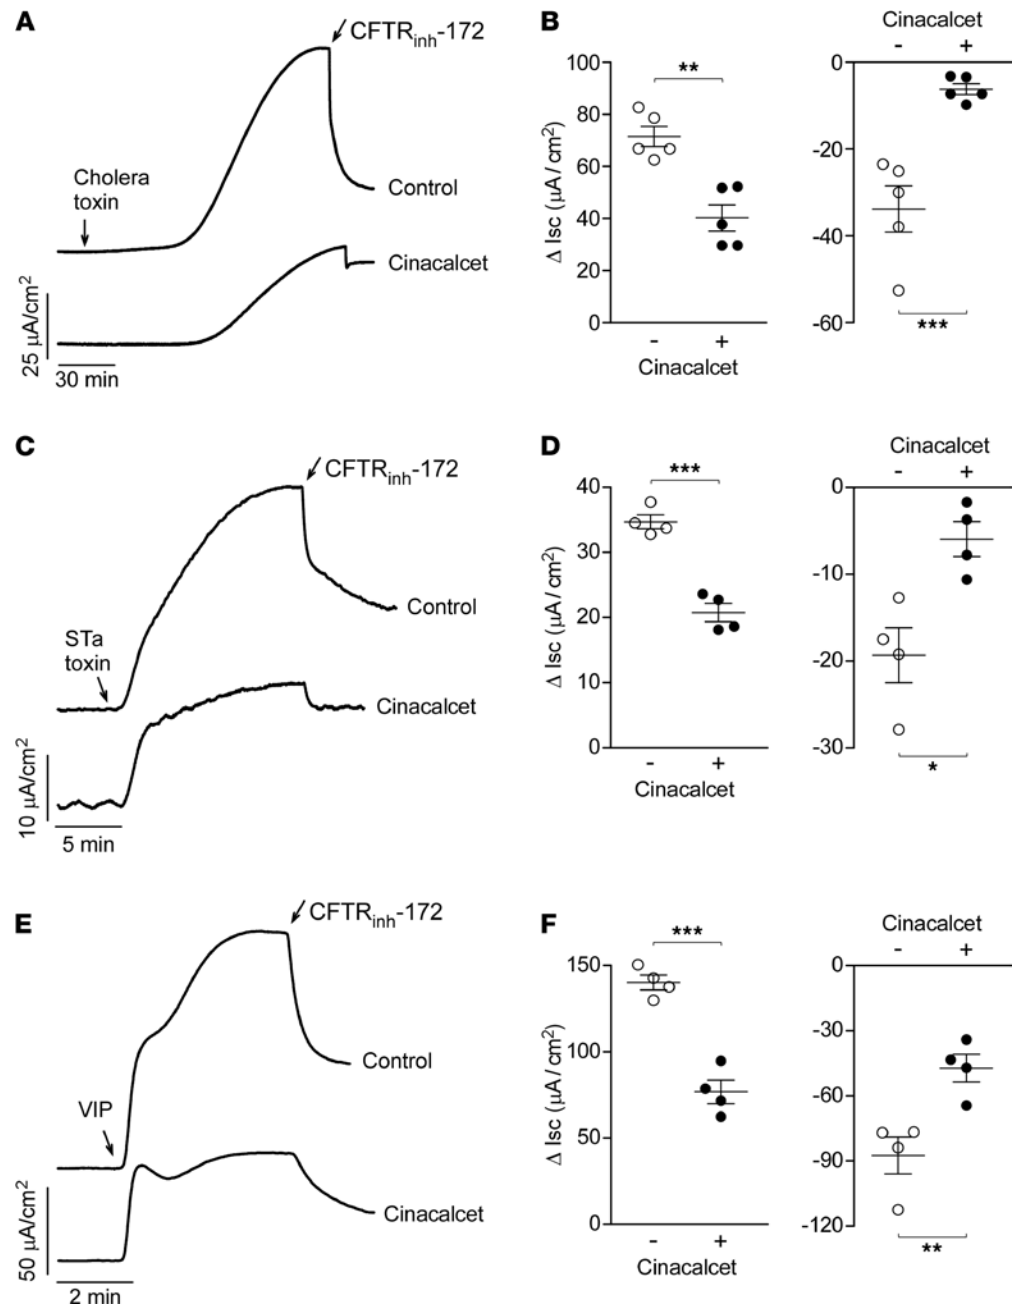 A
CFTRinh-172
Cholera
toxin
Control
Cinacalcet
25 µA/cm2
30 min
B
Δ Isc (µA / cm2)
100
80
60
40
20
0
**
- +
Cinacalcet
Cinacalcet
- +
0
-20
-40
-60
***
C
CFTRinh-172
STa
toxin
Control
Cinacalcet
10 µA/cm2
5 min
D
Δ Isc (µA / cm2)
40
30
20
10
0
***
- +
Cinacalcet
Cinacalcet
- +
0
-10
-20
-30
*
E
CFTRinh-172
VIP
Control
Cinacalcet
50 µA/cm2
2 min
F
Δ Isc (µA / cm2)
150
100
50
0
***
- +
Cinacalcet
Cinacalcet
- +
0
-30
-60
-90
-120
**